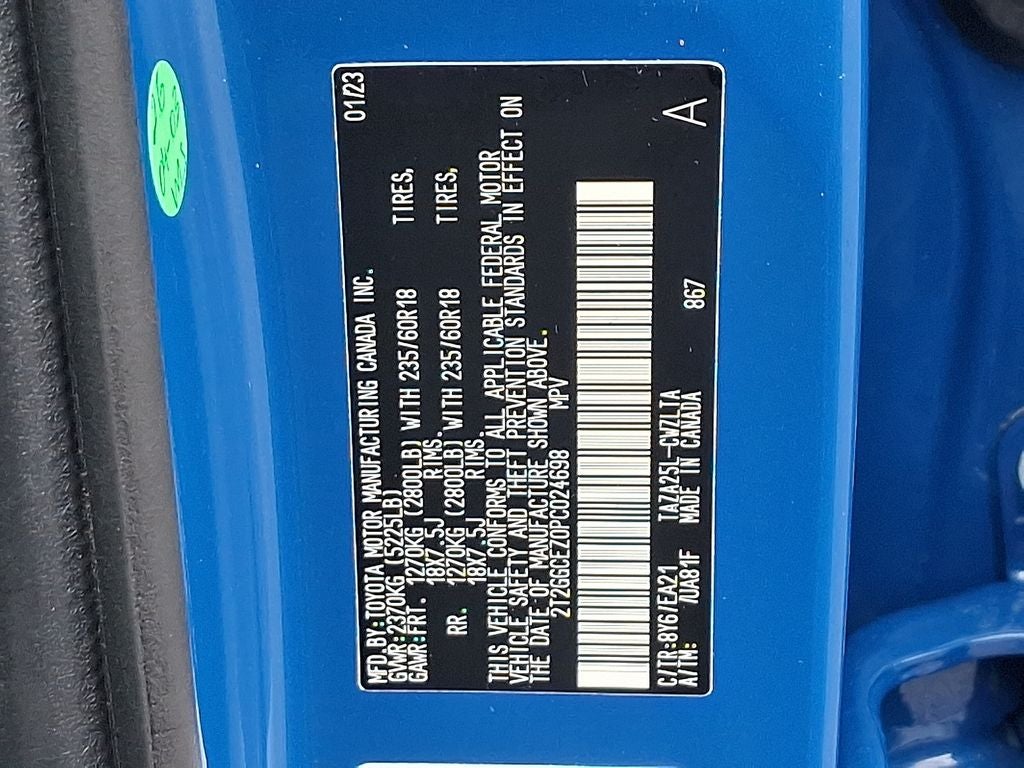 MFD.BY:TOYOTA MOTOR MANUFACTURING CANADA INC. 01/23
GVWR:2370KG (5225LB)
GAWR:FRT. 1270KG (2800LB) WITH 235/60R18 TIRES,
18X7.5J RIMS.
RR. 1270KG (2800LB) WITH 235/60R18 TIRES,
18X7.5J RIMS.
THIS VEHICLE CONFORMS TO ALL APPLICABLE FEDERAL MOTOR
VEHICLE SAFETY AND THEFT PREVENTION STANDARDS IN EFFECT ON
THE DATE OF MANUFACTURE SHOWN ABOVE.
2T2GGCEZ0PC024698 MPV
C/TR:8Y67/EA21 TAZA25L-CWZLTA
A/TM: /UA81F MADE IN CANADA 867 A